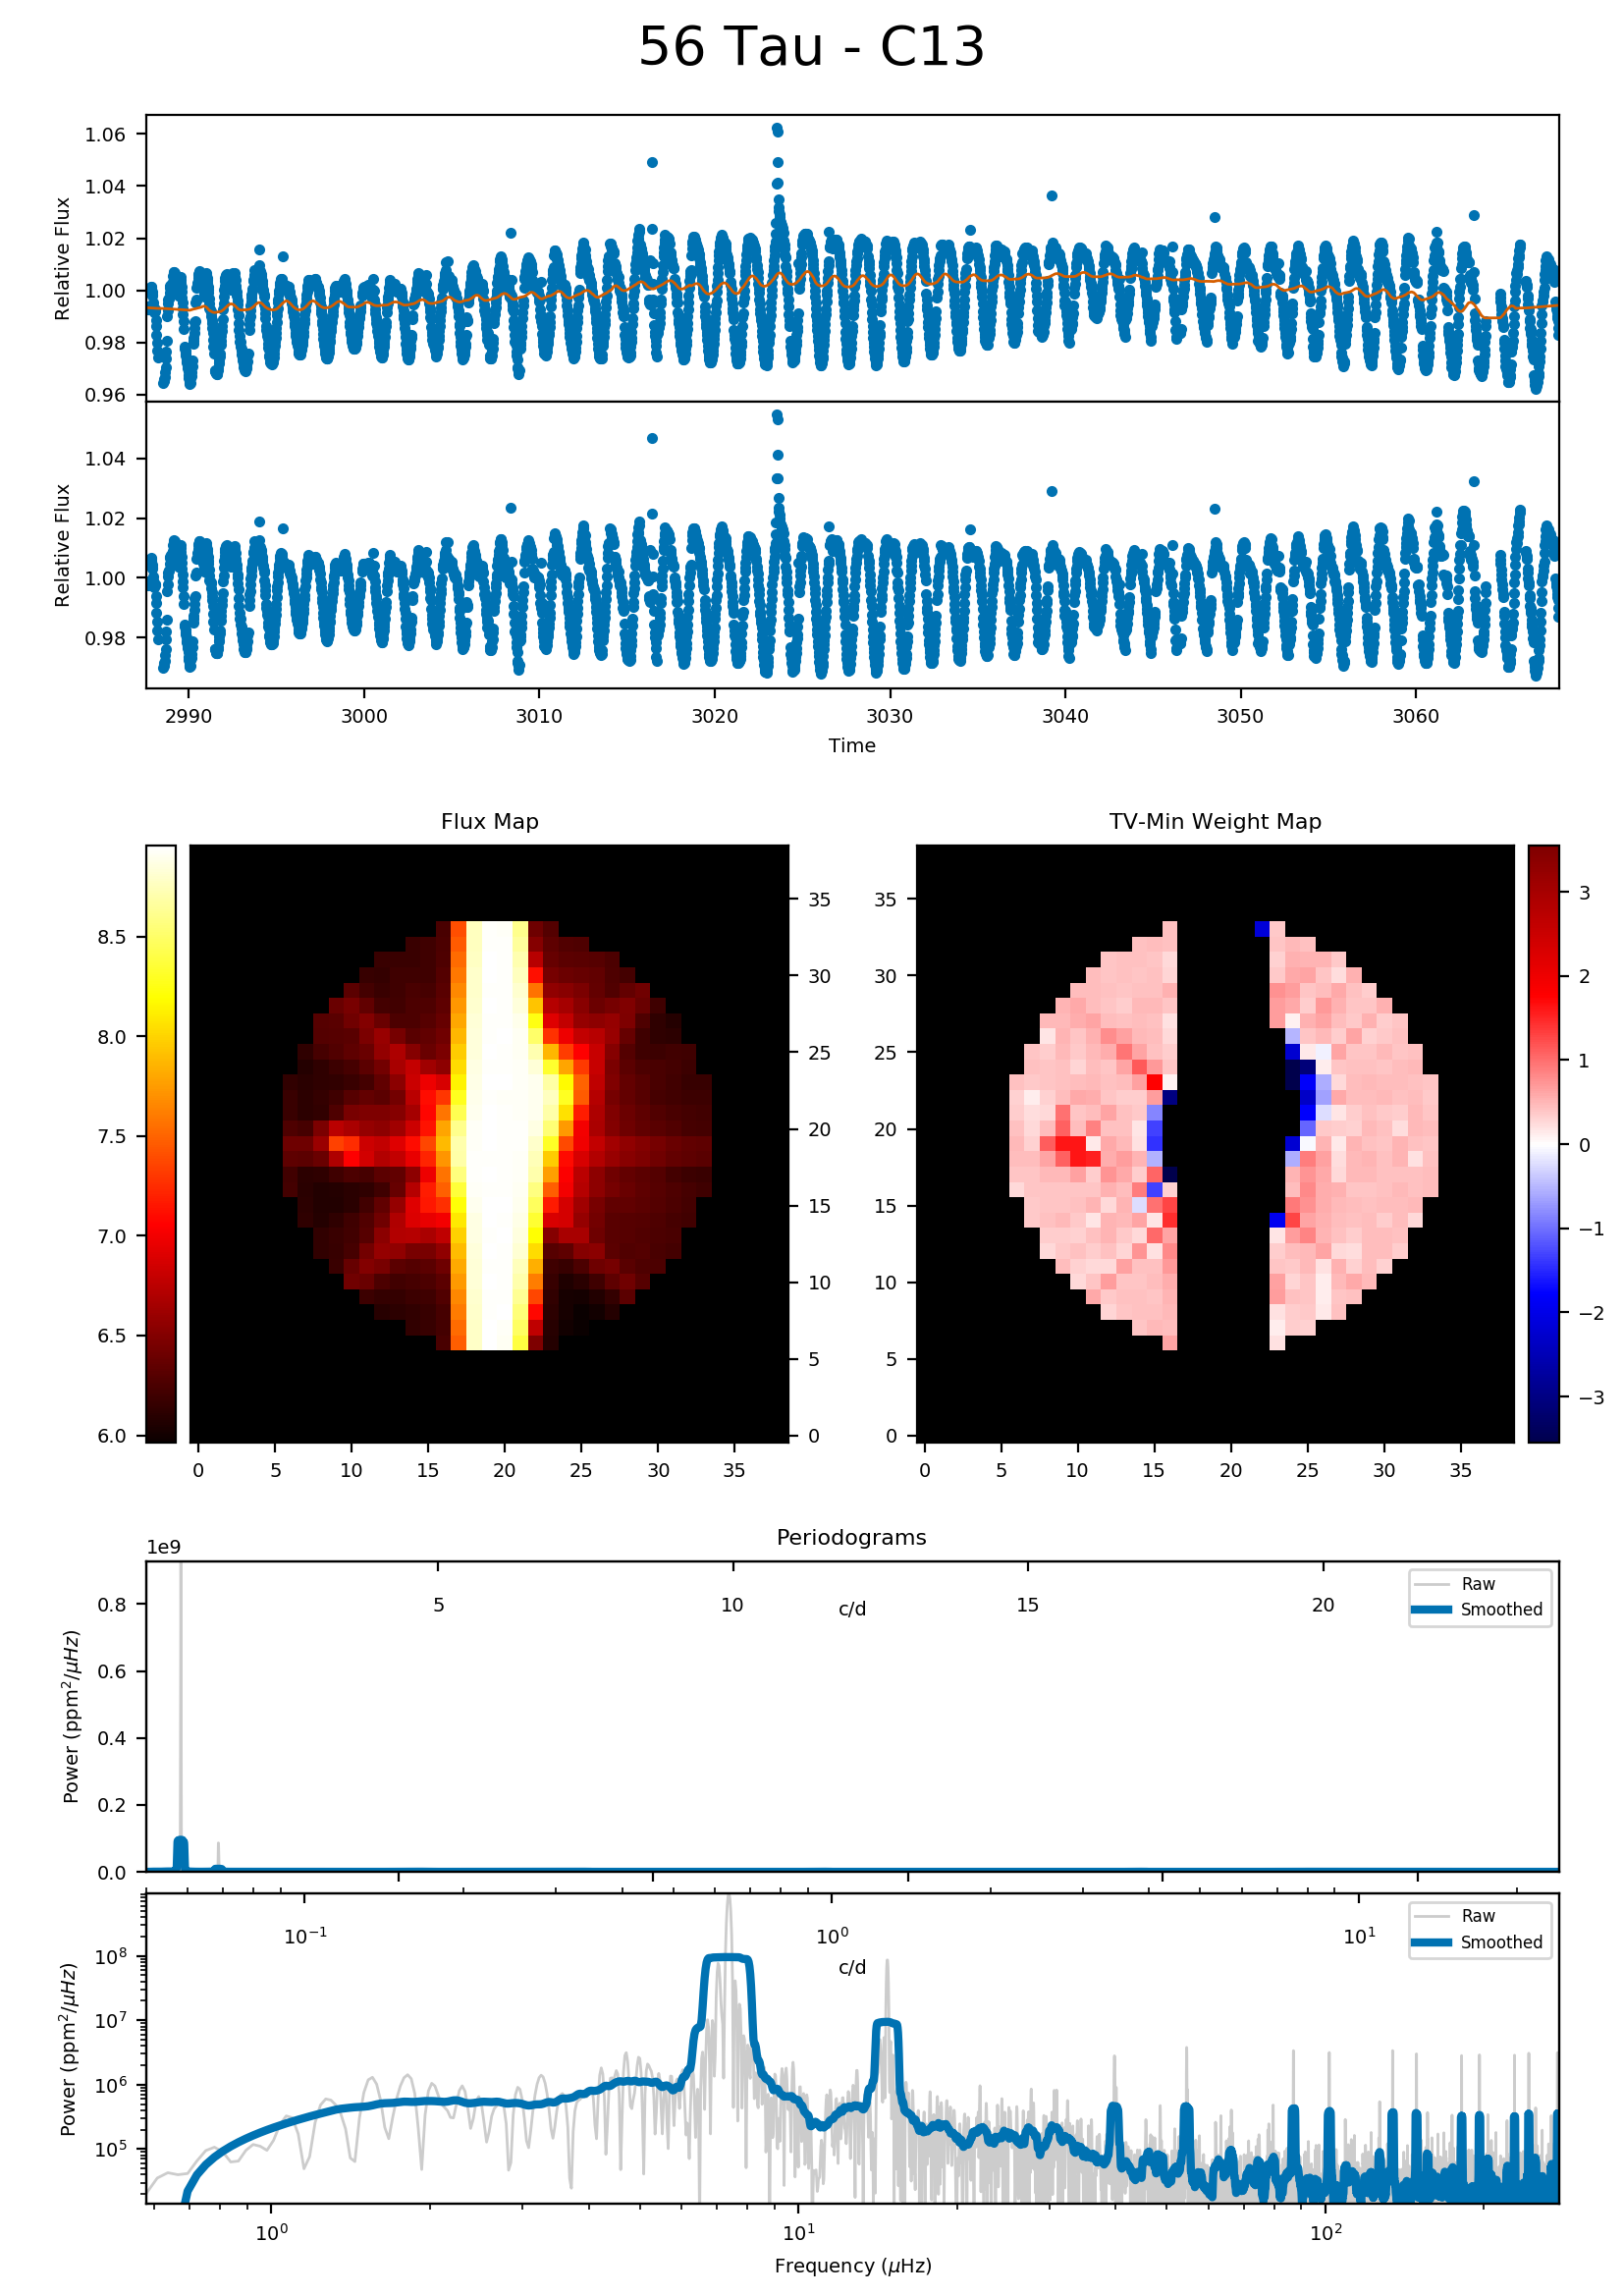 56 Tau - C13
1.06
1.04
1.02
1.00
0.98
0.96
Relative Flux
1.04
1.02
1.00
0.98
Relative Flux
2990 3000 3010 3020 3030 3040 3050 3060
Time
Flux Map
8.5
8.0
7.5
7.0
6.5
6.0
35
30
25
20
15
10
5
0
0 5 10 15 20 25 30 35
TV-Min Weight Map
35
30
25
20
15
10
5
0
0 5 10 15 20 25 30 35
3
2
1
0
−1
−2
−3
Periodograms
1e9
0.8
0.6
0.4
0.2
0.0
Power (ppm²/μHz)
5 10 15 20
c/d
Raw
Smoothed
10⁸
10⁷
10⁶
10⁵
Power (ppm²/μHz)
10⁻¹ 10⁰ 10¹
c/d
Raw
Smoothed
10⁰ 10¹ 10²
Frequency (μHz)